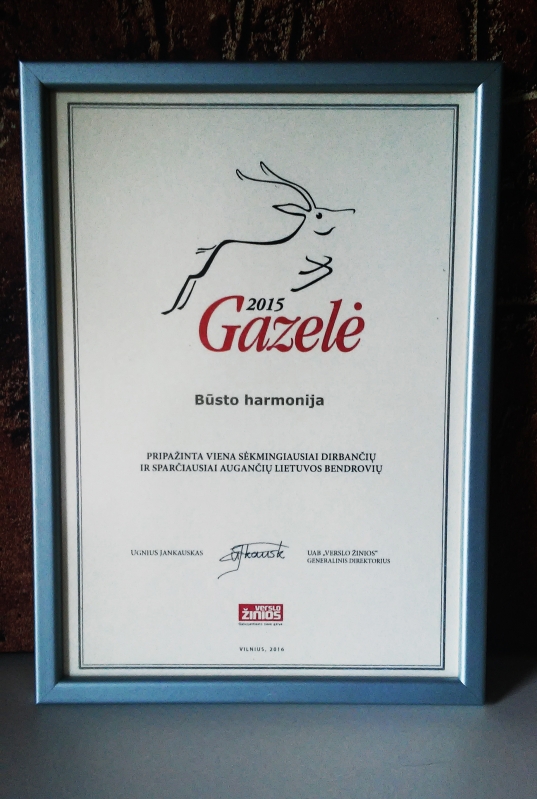 2015
Gazelė
Būsto harmonija
PRIPAŽINTA VIENA SĖKMINGIAUSIAI DIRBANČIŲ
IR SPARČIAUSIAI AUGANČIŲ LIETUVOS BENDROVIŲ
UGNIUS JANKAUSKAS
UAB „VERSLO ŽINIOS“
GENERALINIS DIREKTORIUS
verslo
ŽINIOS
VILNIUS, 2016